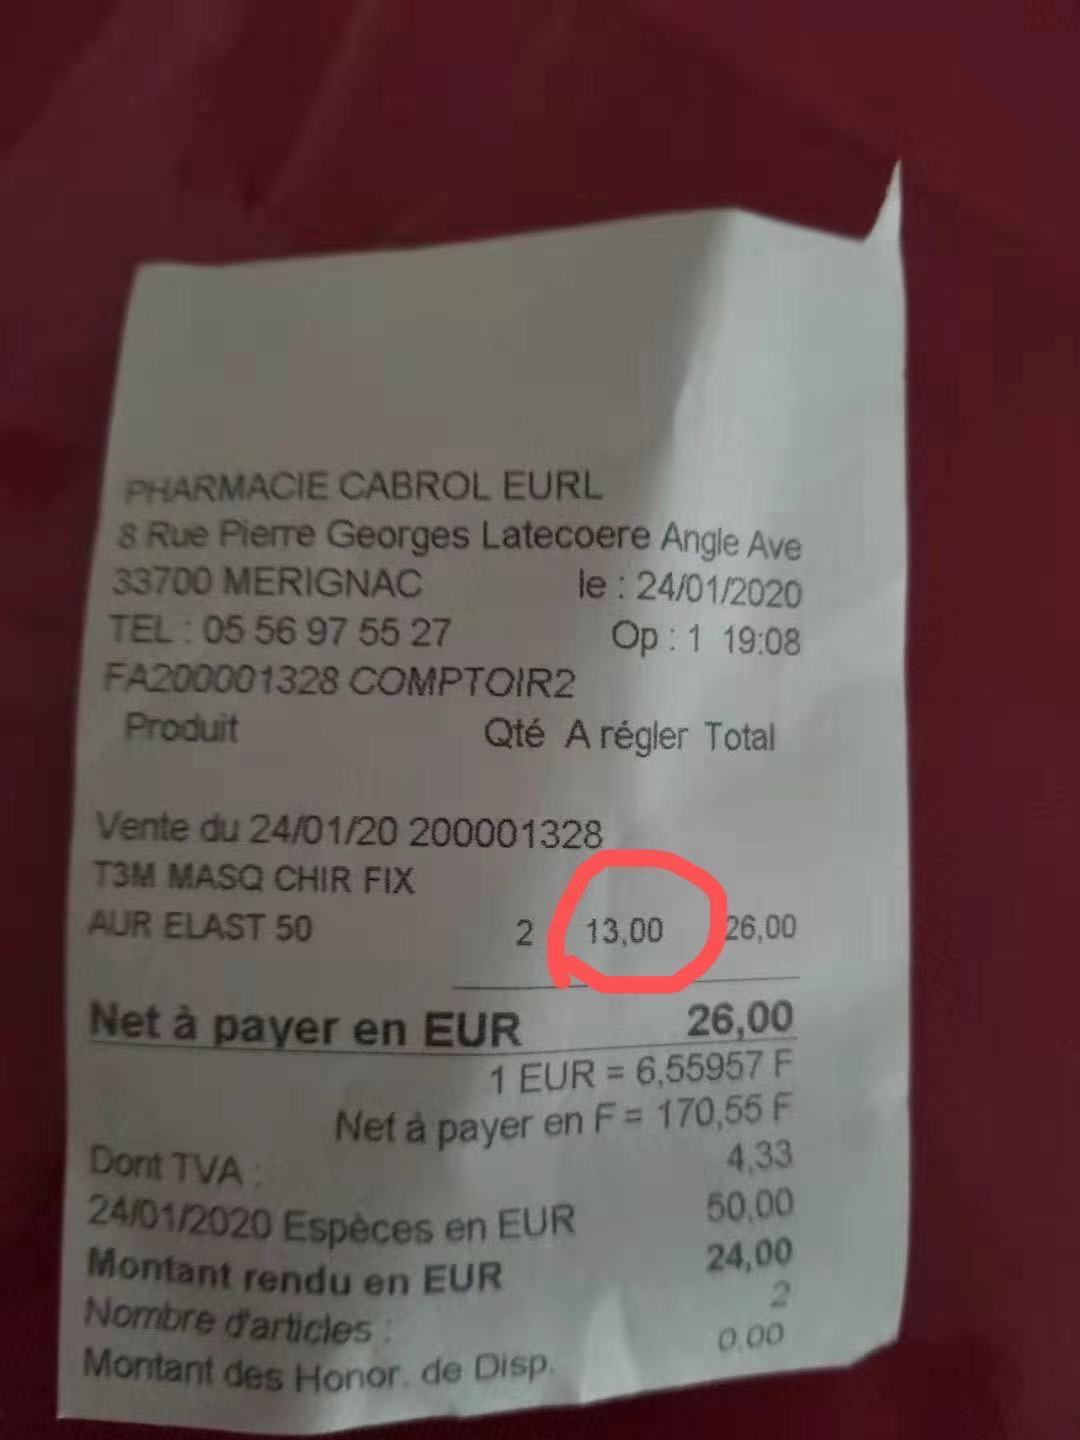 PHARMACIE CABROL EURL
8 Rue Pierre Georges Latecoere Angle Ave
33700 MERIGNAC le : 24/01/2020
TEL : 05 56 97 55 27 Op : 1 19:08
FA200001328 COMPTOIR2
Produit Qté A régler Total
Vente du 24/01/20 200001328
T3M MASQ CHIR FIX
AUR ELAST 50 2 13,00 26,00
Net à payer en EUR 26,00
1 EUR = 6,55957 F
Net à payer en F = 170,55 F
Dont TVA : 4,33
24/01/2020 Espèces en EUR 50,00
Montant rendu en EUR 24,00
Nombre d'articles : 2
Montant des Honor. de Disp. 0.00